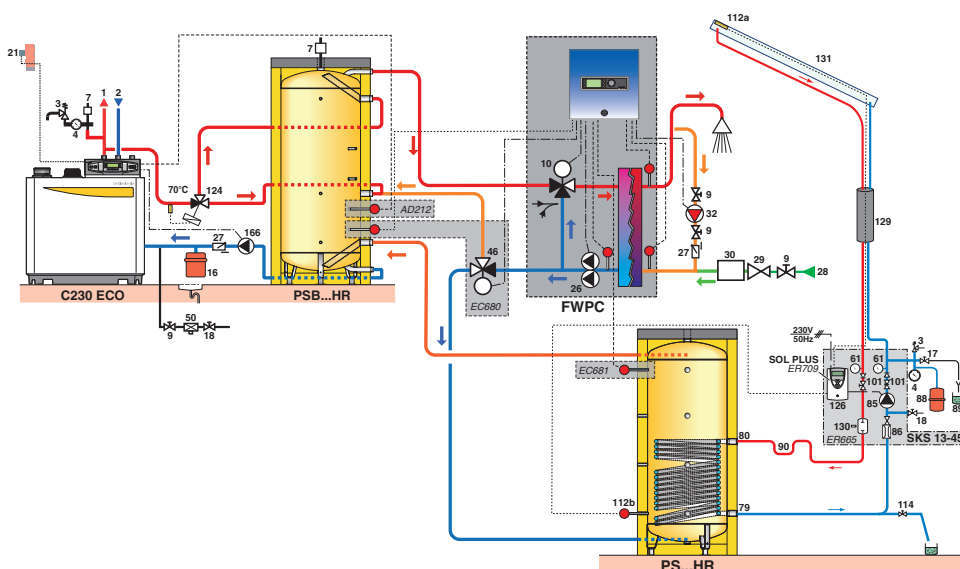 112a
131
21
7
7
1
2
3
4
10
70°C
124
9
32
9
AD212
129
27
166
46
27
30
29
9
28
16
26
C230 ECO
PSB...HR
EC680
FWPC
9
50
18
230V
50Hz
3
61
61
17
SOL PLUS
ER709
EC681
101
101
4
126
85
88
89
18
130
86
80
90
ER665
SKS 13-45
112b
79
114
PS...HR